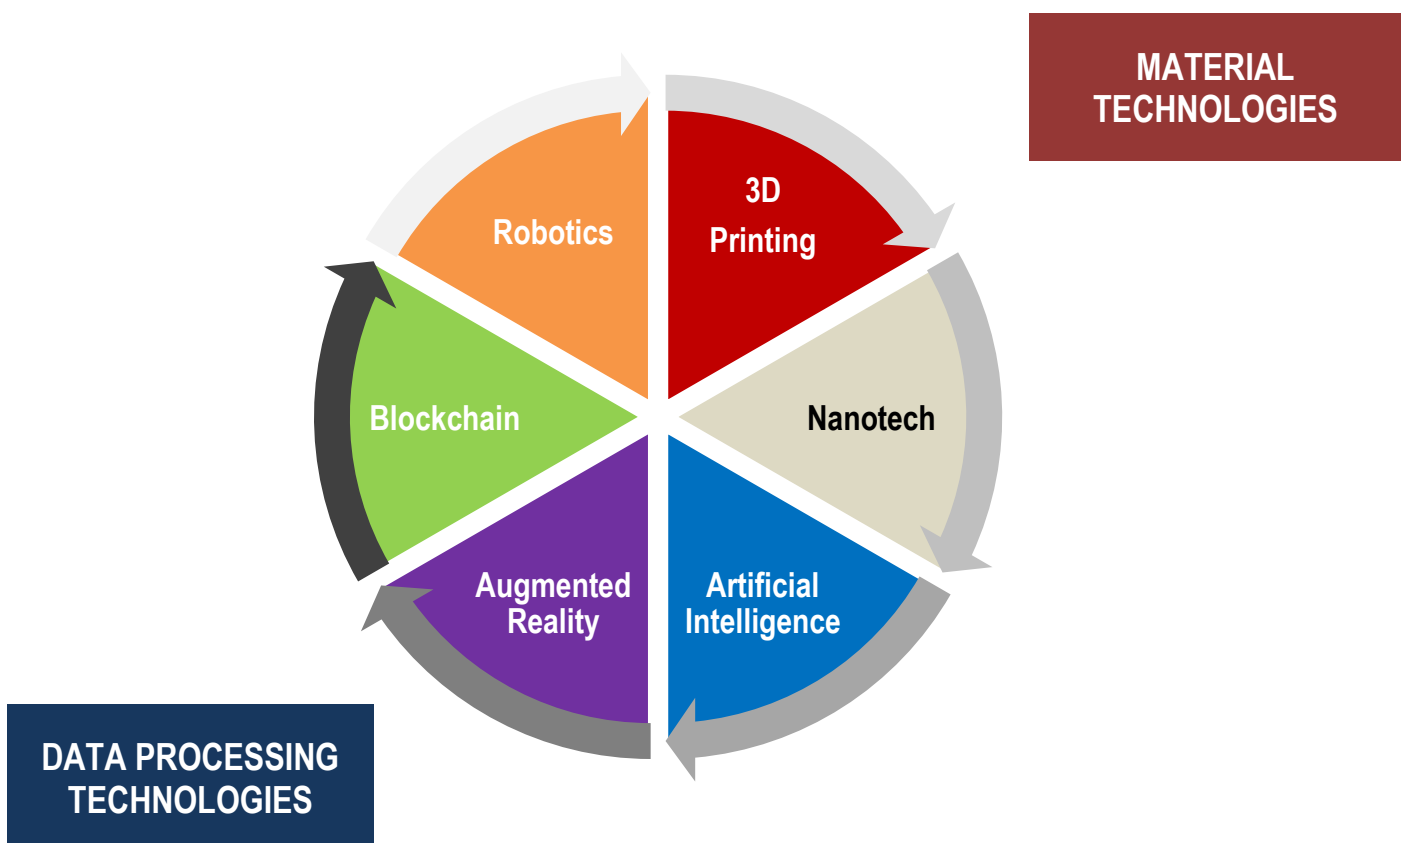 MATERIAL
TECHNOLOGIES
3D
Printing
Robotics
Nanotech
Blockchain
Artificial
Intelligence
Augmented
Reality
DATA PROCESSING
TECHNOLOGIES